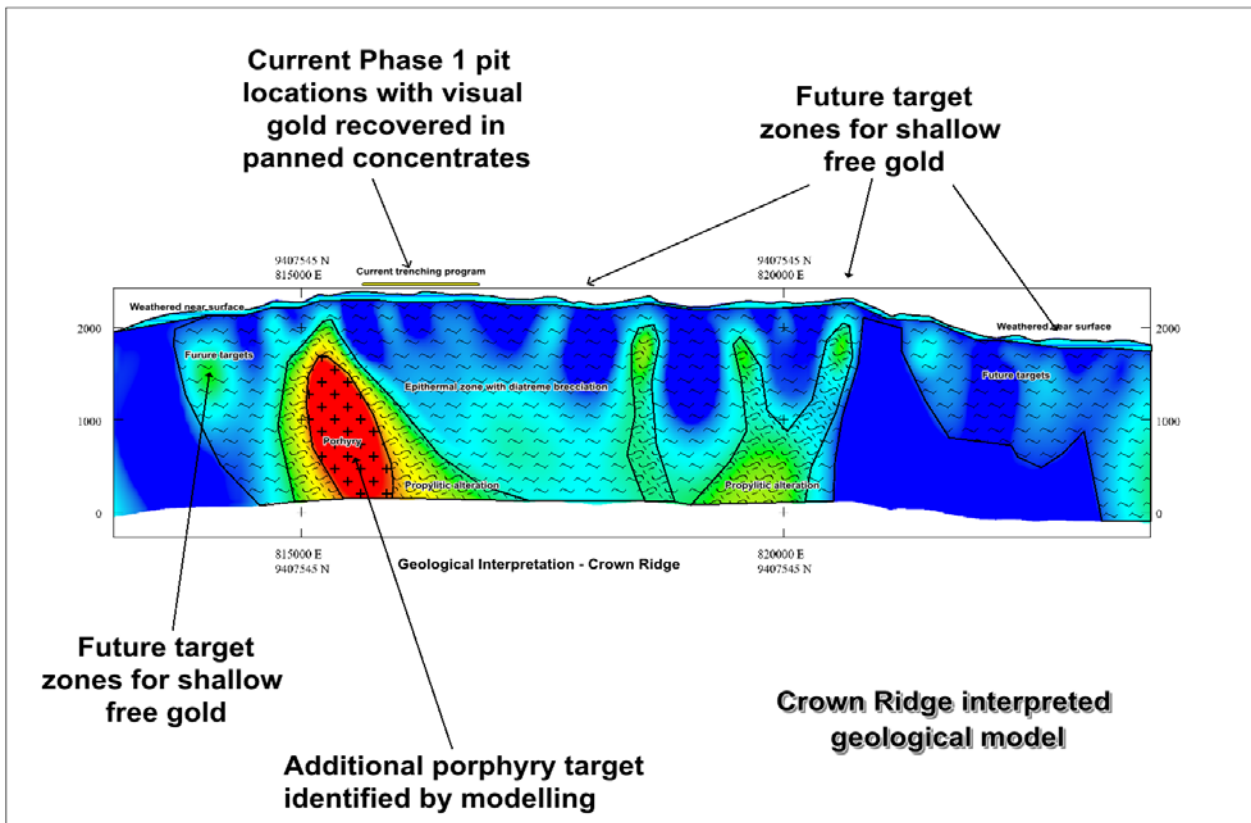 Current Phase 1 pit
locations with visual
gold recovered in
panned concentrates
Future target
zones for shallow
free gold
9407545 N
815000 E
Current trenching program
9407545 N
820000 E
Weathered near surface
Weathered near surface
2000
2000
Furure targets
Epithermal zone with diatreme brecciation
Future targets
1000
1000
Porphyry
Propylitic alteration
Propylitic alteration
0
0
815000 E
9407545 N
Geological Interpretation - Crown Ridge
820000 E
9407545 N
Future target
zones for shallow
free gold
Crown Ridge interpreted
geological model
Additional porphyry target
identified by modelling